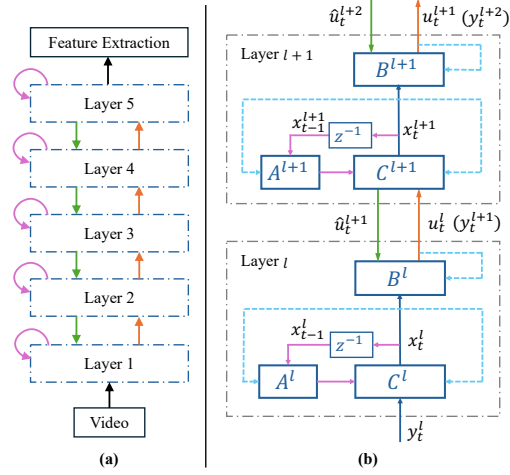 Feature Extraction
Layer 5
Layer 4
Layer 3
Layer 2
Layer 1
Video
(a)
û_t^{l+2}
u_t^{l+1} (y_t^{l+2})
Layer l + 1
B^{l+1}
x_{t-1}^{l+1}
z^{-1}
x_t^{l+1}
A^{l+1}
C^{l+1}
û_t^{l+1}
u_t^l (y_t^{l+1})
Layer l
B^l
x_{t-1}^l
z^{-1}
x_t^l
A^l
C^l
y_t^l
(b)